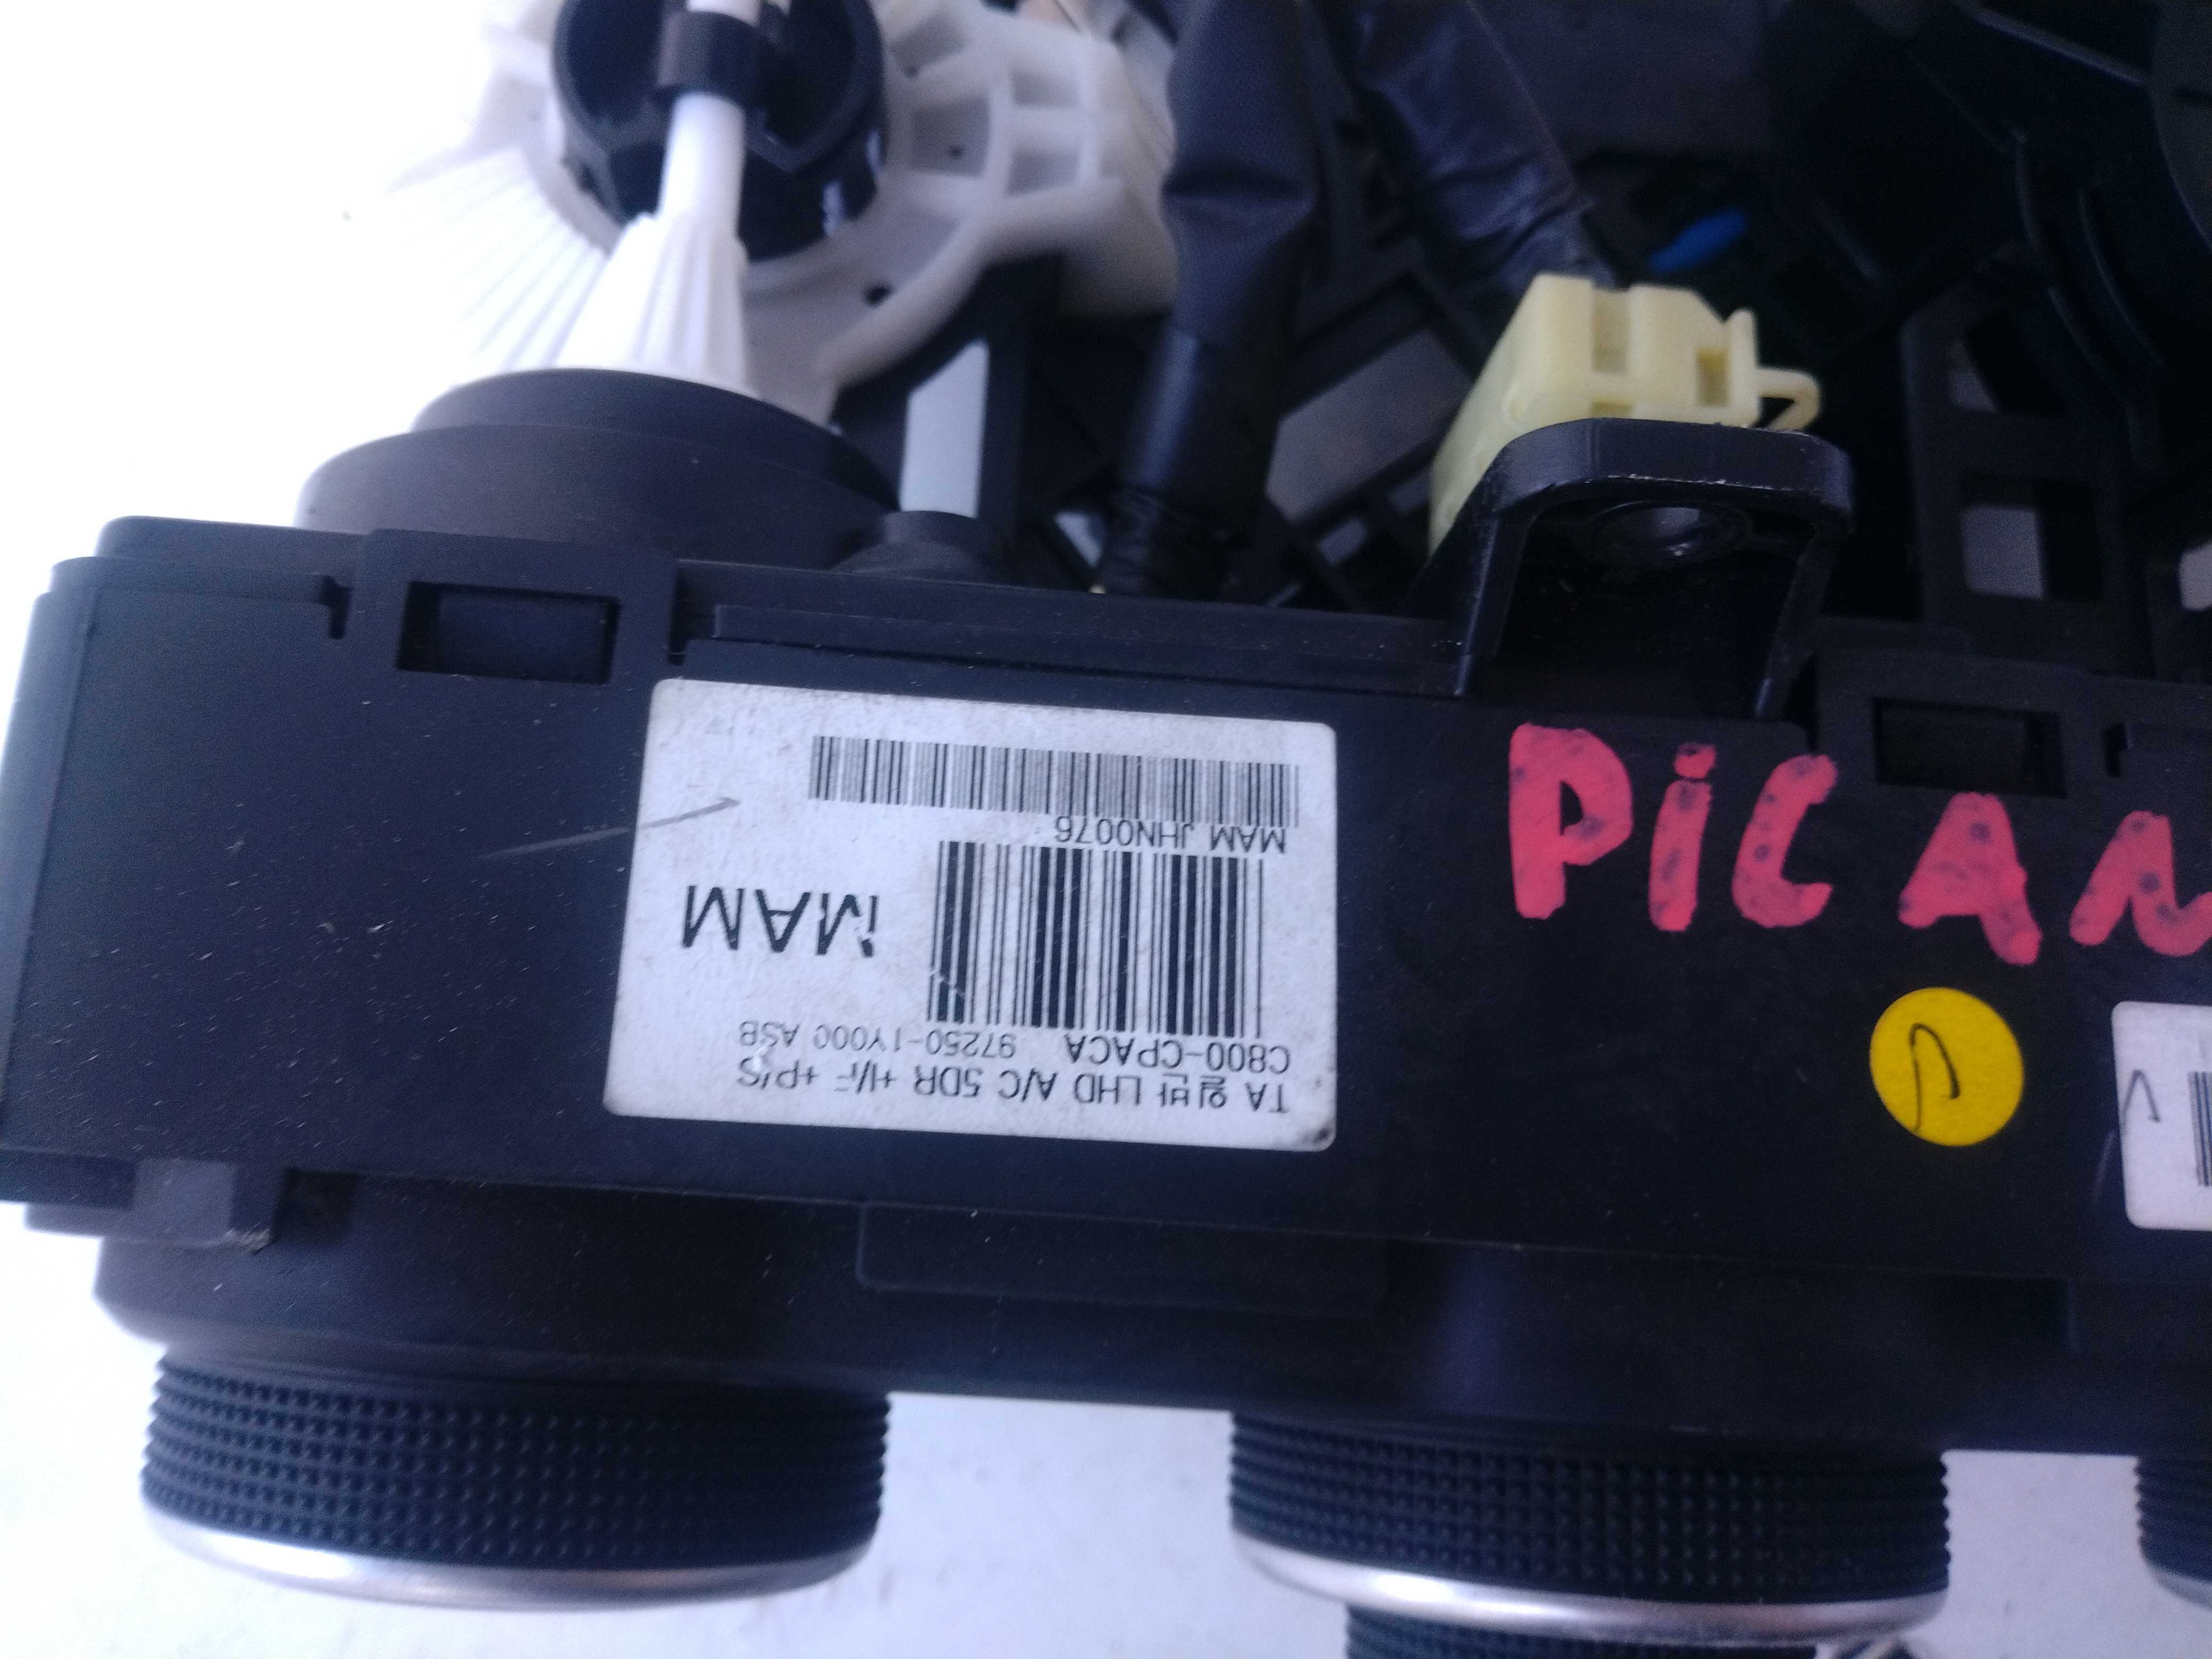 TA 일반 LHD A/C 5DR +I/F +P/S
C800-CPACA 97250-1Y000 ASB
MAM
MAM JHN0076
PiCAN